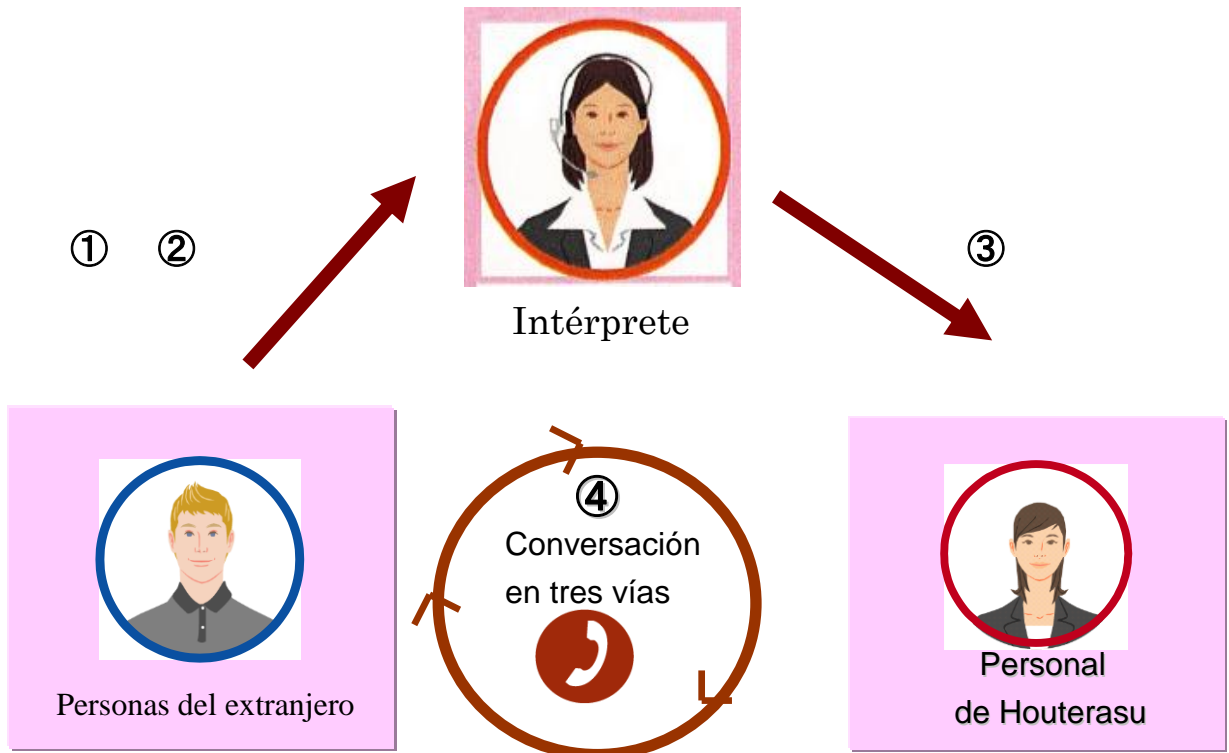 ① ②
③
Intérprete
④
Conversación
en tres vías
Personas del extranjero
Personal
de Houterasu